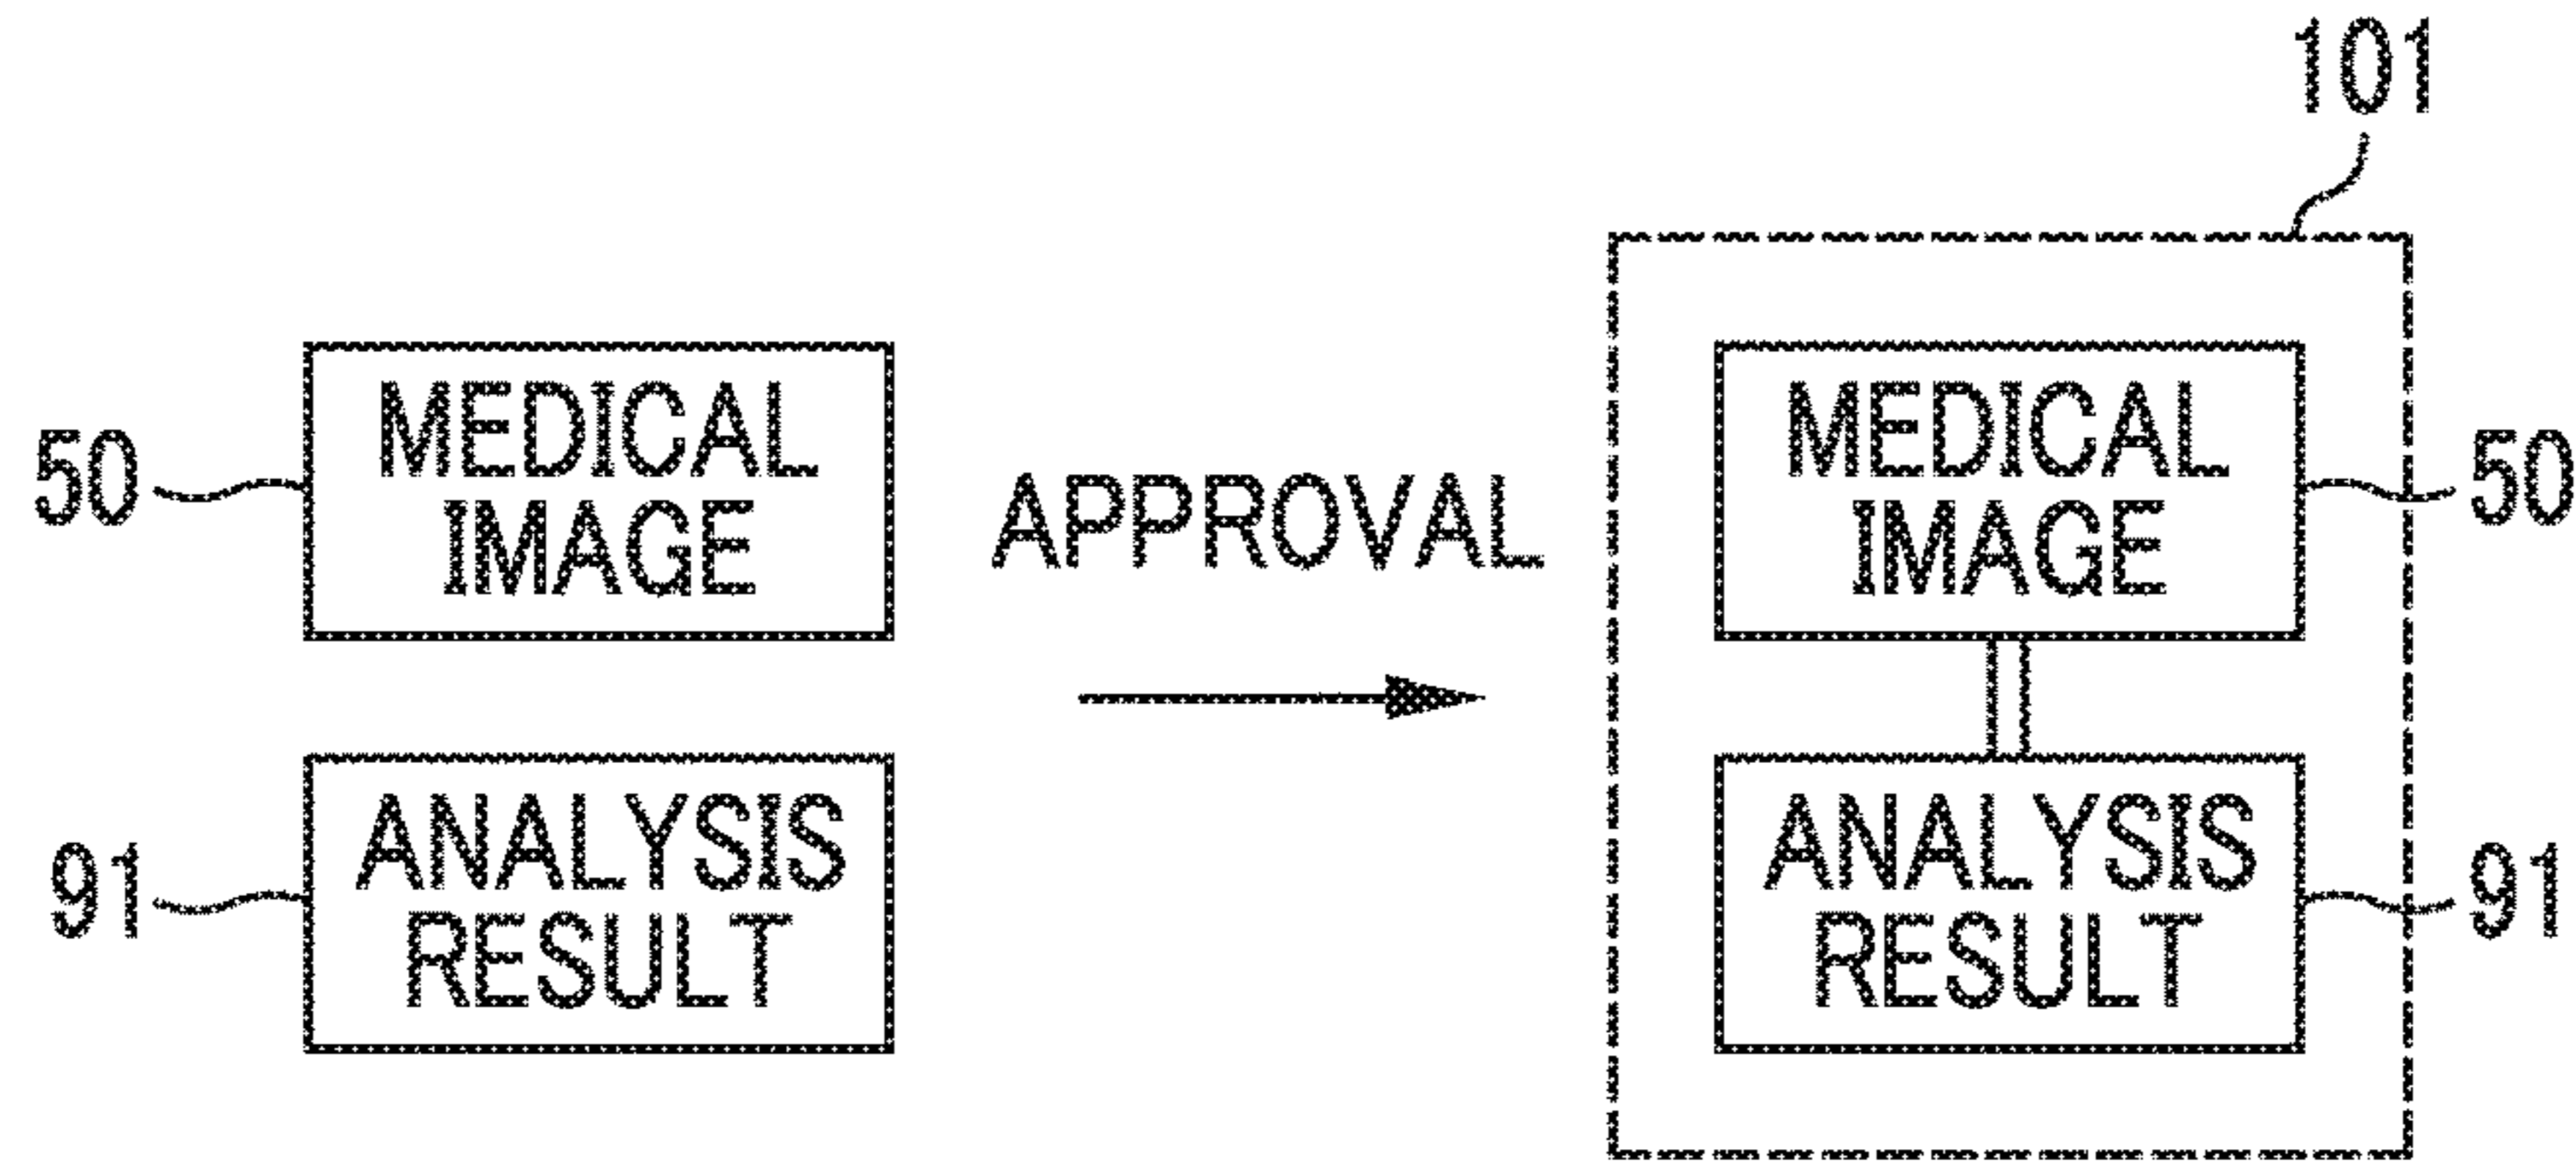 101
50
MEDICAL
IMAGE
91
ANALYSIS
RESULT
APPROVAL
MEDICAL
IMAGE
50
ANALYSIS
RESULT
91